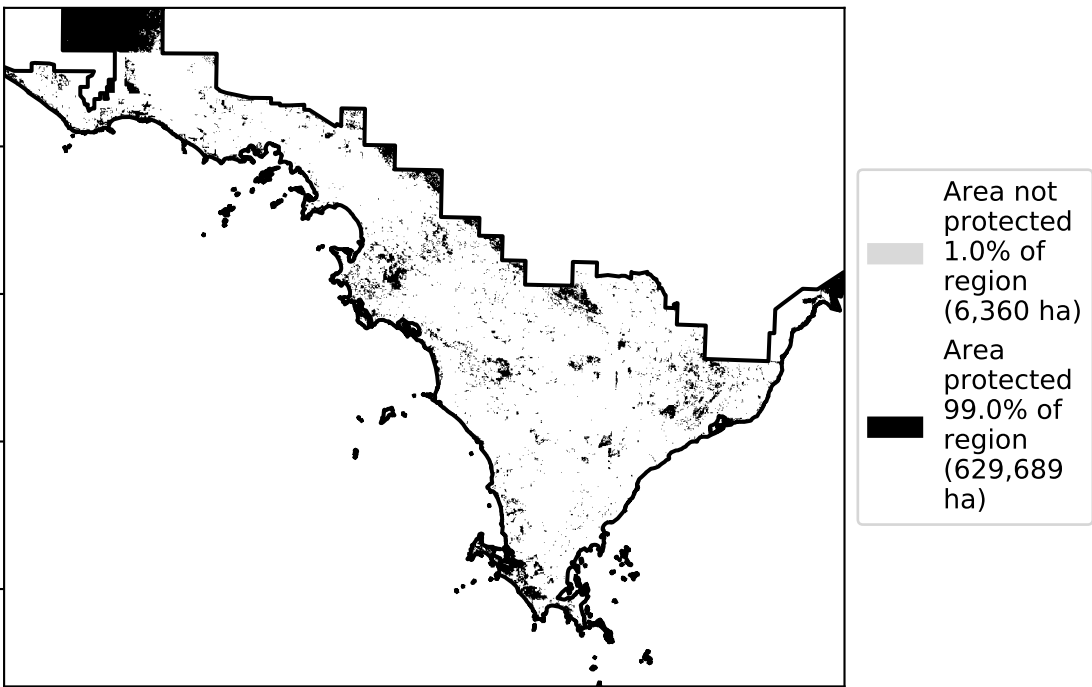 Area not
protected
1.0% of
region
(6,360 ha)
Area
protected
99.0% of
region
(629,689
ha)